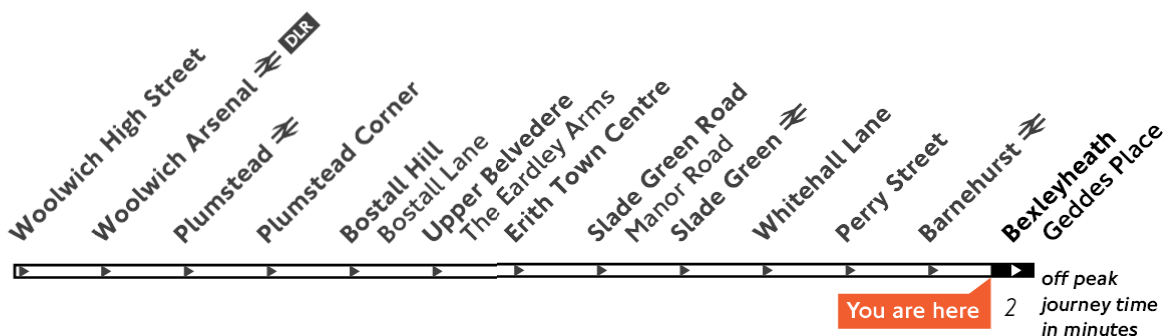 Woolwich High Street
Woolwich Arsenal DLR
Plumstead
Plumstead Corner
Bostall Hill
Bostall Lane
Upper Belvedere
The Eardley Arms
Erith Town Centre
Slade Green Road
Manor Road
Slade Green
Whitehall Lane
Perry Street
Barnehurst
Bexleyheath
Geddes Place
You are here
2
off peak
journey time
in minutes